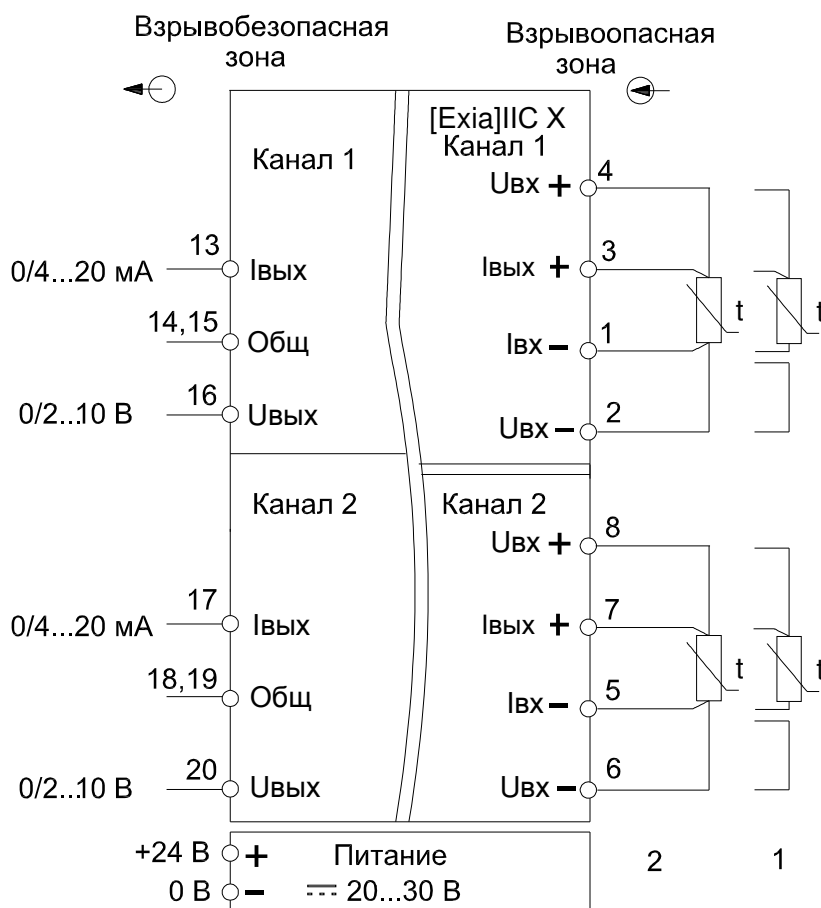 Взрывобезопасная
зона
Взрывоопасная
зона
[Exia]IIC X
Канал 1
Канал 1
Uвх +
4
13
0/4...20 мА
Iвых
Iвых +
3
14,15
Общ
Iвх −
1
t
t
16
0/2...10 В
Uвых
Uвх −
2
Канал 2
Канал 2
Uвх +
8
17
0/4...20 мА
Iвых
Iвых +
7
18,19
Общ
Iвх −
5
t
t
20
0/2...10 В
Uвых
Uвх −
6
+24 В +
Питание
2
1
0 В −
20...30 В